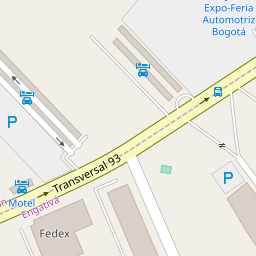 Expo-Feria
Automotriz
Bogotá
P
Transversal 93
P
Motel
Engativá
Fedex